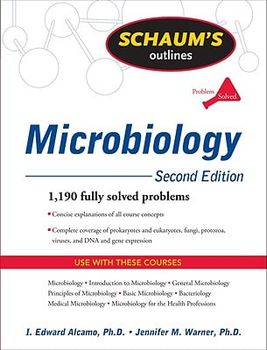 SCHAUM'S
outlines
Problem
Solved
Microbiology
Second Edition
1,190 fully solved problems
• Concise explanations of all course concepts
• Complete coverage of prokaryotes and eukaryotes, fungi, protozoa,
viruses, and DNA and gene expression
USE WITH THESE COURSES
Microbiology • Introduction to Microbiology • General Microbiology
Principles of Microbiology • Basic Microbiology • Bacteriology
Medical Microbiology • Microbiology for the Health Professions
I. Edward Alcamo, Ph.D. • Jennifer M. Warner, Ph.D.